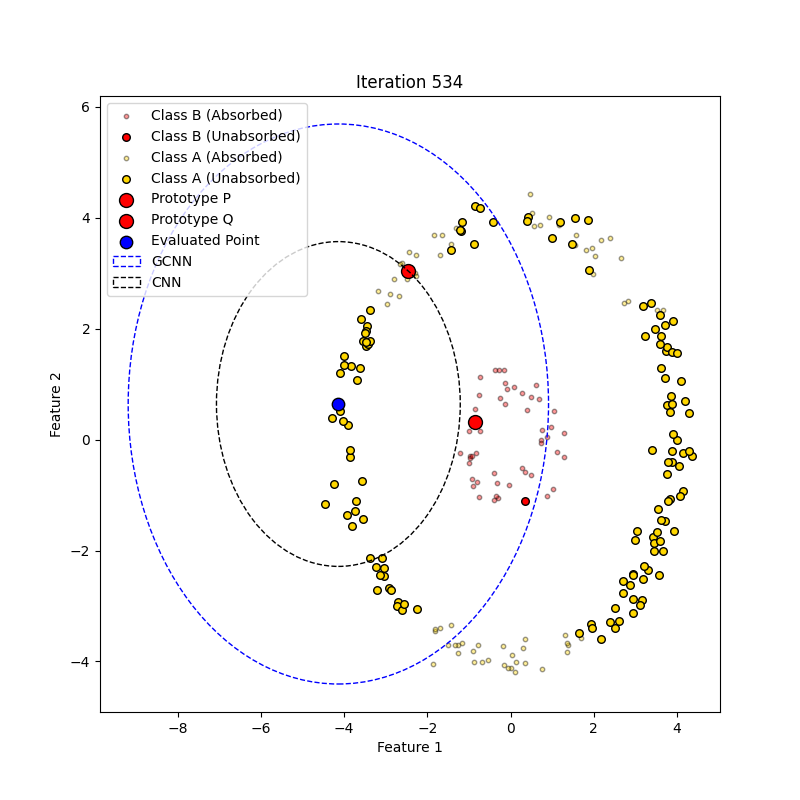 Iteration 534
Class B (Absorbed)
Class B (Unabsorbed)
Class A (Absorbed)
Class A (Unabsorbed)
Prototype P
Prototype Q
Evaluated Point
GCNN
CNN
6
4
2
0
−2
−4
Feature 2
−8 −6 −4 −2 0 2 4
Feature 1